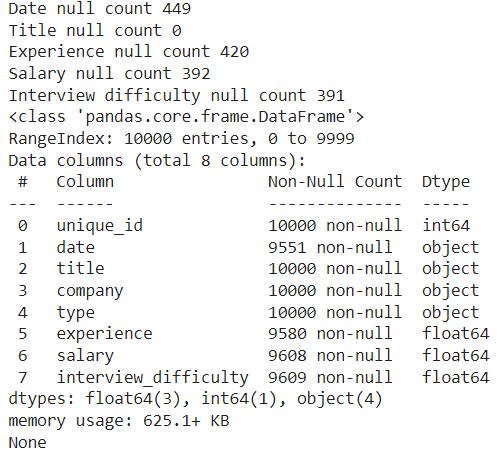 Date null count 449
Title null count 0
Experience null count 420
Salary null count 392
Interview difficulty null count 391
<class 'pandas.core.frame.DataFrame'>
RangeIndex: 10000 entries, 0 to 9999
Data columns (total 8 columns):
 #   Column                Non-Null Count  Dtype
---  ------                --------------  -----
 0   unique_id             10000 non-null  int64
 1   date                  9551 non-null   object
 2   title                 10000 non-null  object
 3   company               10000 non-null  object
 4   type                  10000 non-null  object
 5   experience            9580 non-null   float64
 6   salary                9608 non-null   float64
 7   interview_difficulty  9609 non-null   float64
dtypes: float64(3), int64(1), object(4)
memory usage: 625.1+ KB
None